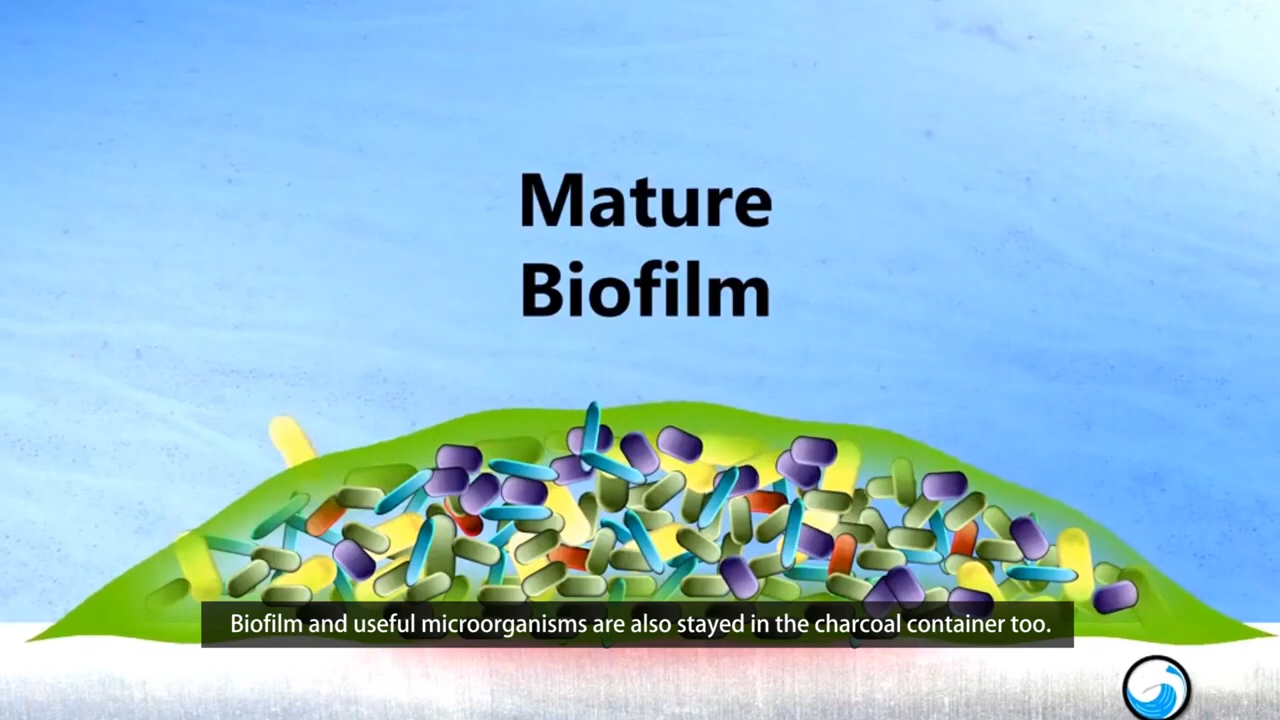 Mature
Biofilm
Biofilm and useful microorganisms are also stayed in the charcoal container too.